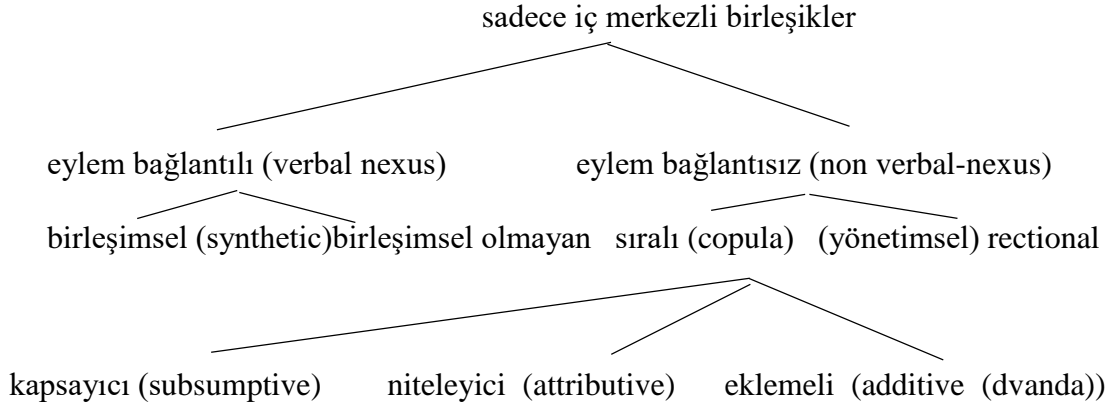 sadece iç merkezli birleşikler
eylem bağlantılı (verbal nexus) eylem bağlantısız (non verbal-nexus)
birleşimsel (synthetic)birleşimsel olmayan sıralı (copula) (yönetimsel) rectional
kapsayıcı (subsumptive) niteleyici (attributive) eklemeli (additive (dvanda))